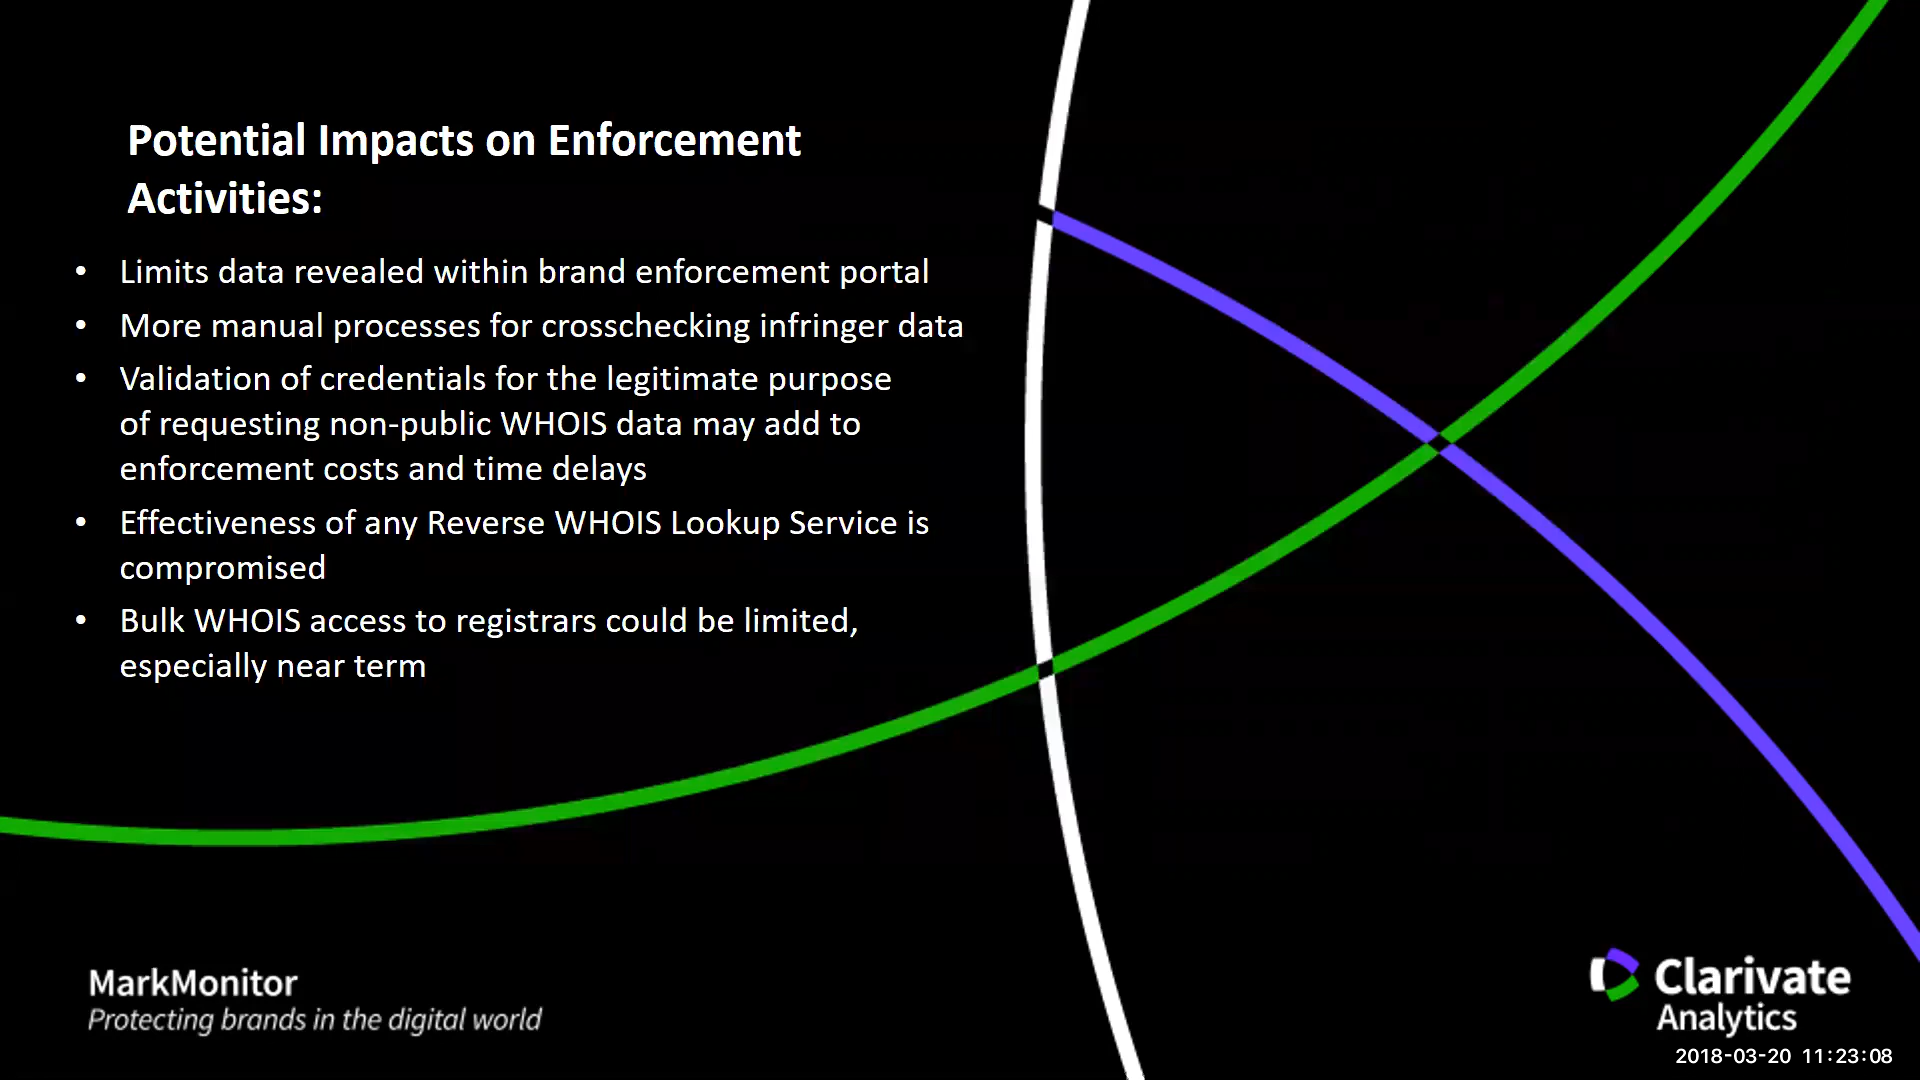 Potential Impacts on Enforcement
Activities:
• Limits data revealed within brand enforcement portal
• More manual processes for crosschecking infringer data
• Validation of credentials for the legitimate purpose
of requesting non-public WHOIS data may add to
enforcement costs and time delays
• Effectiveness of any Reverse WHOIS Lookup Service is
compromised
• Bulk WHOIS access to registrars could be limited,
especially near term
MarkMonitor
Protecting brands in the digital world
Clarivate
Analytics
2018-03-20 11:23:08